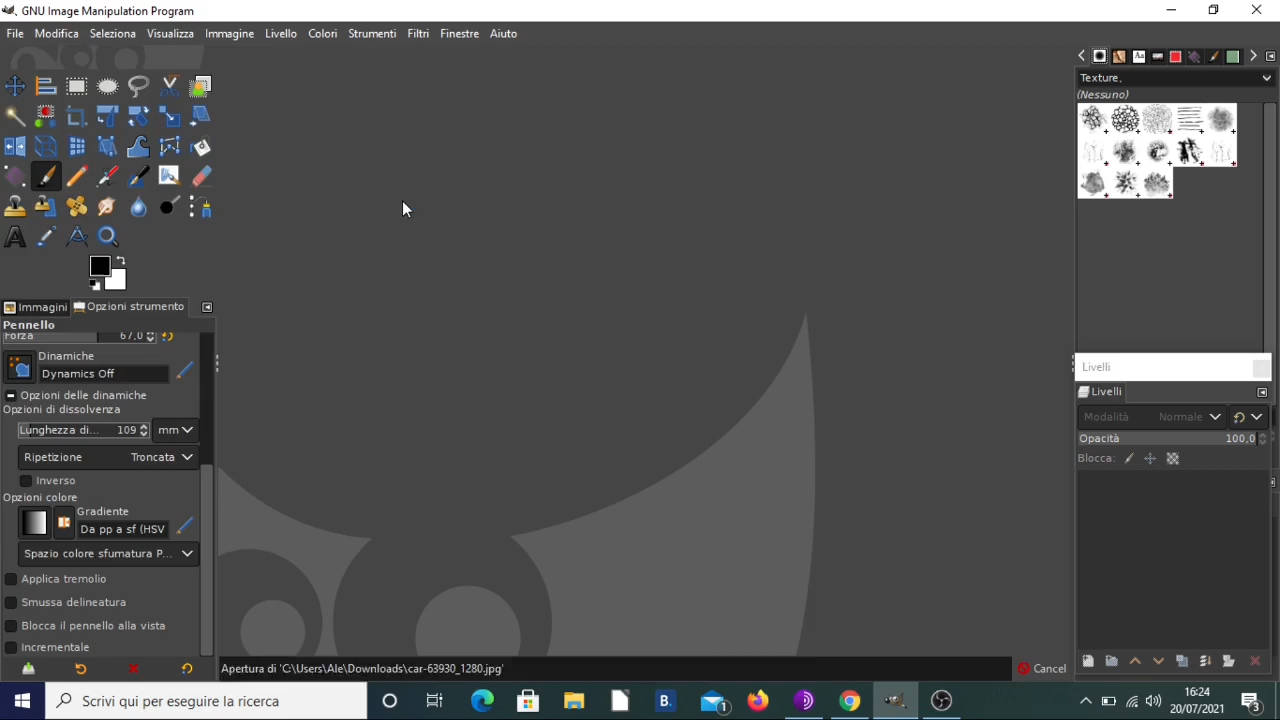 GNU Image Manipulation Program
File Modifica Seleziona Visualizza Immagine Livello Colori Strumenti Filtri Finestre Aiuto
Immagini Opzioni strumento
Pennello
Forza 67,0
Dinamiche
Dynamics Off
Opzioni delle dinamiche
Opzioni di dissolvenza
Lunghezza di... 109 mm
Ripetizione Troncata
Inverso
Opzioni colore
Gradiente
Da pp a sf (HSV
Spazio colore sfumatura P...
Applica tremolio
Smussa delineatura
Blocca il pennello alla vista
Incrementale
Texture,
(Nessuno)
Livelli
Livelli
Modalità Normale
Opacità 100,0
Blocca:
Apertura di 'C:\Users\Ale\Downloads\car-63930_1280.jpg' Cancel
Scrivi qui per eseguire la ricerca
16:24
20/07/2021